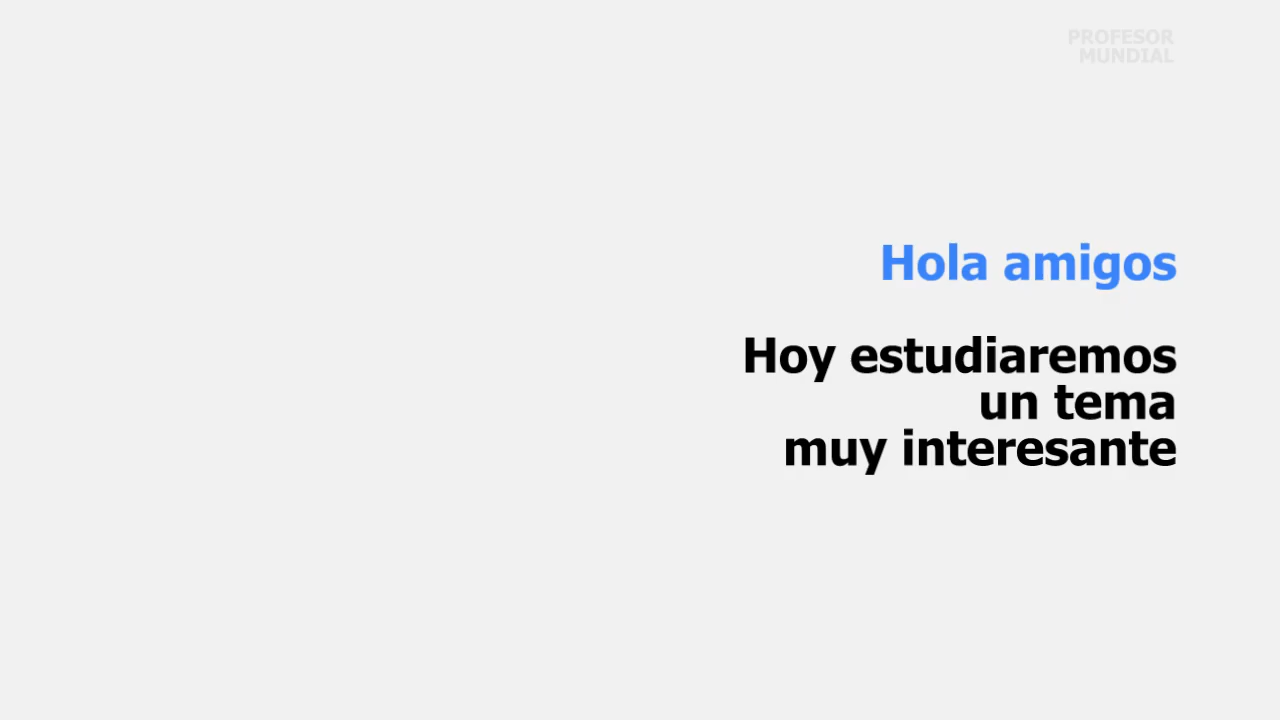 PROFESOR
MUNDIAL
Hola amigos
Hoy estudiaremos
un tema
muy interesante